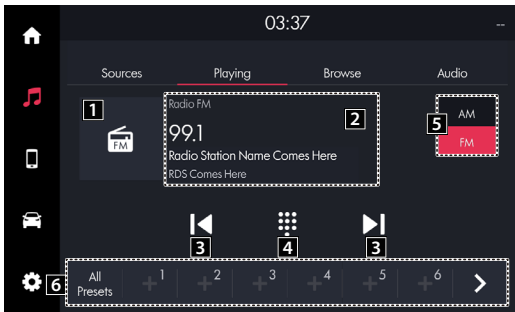 03:37
--
Sources Playing Browse Audio
1
FM
Radio FM
2
99.1
Radio Station Name Comes Here
RDS Comes Here
5
AM
FM
3 4 3
6
All Presets
+1 +2 +3 +4 +5 +6